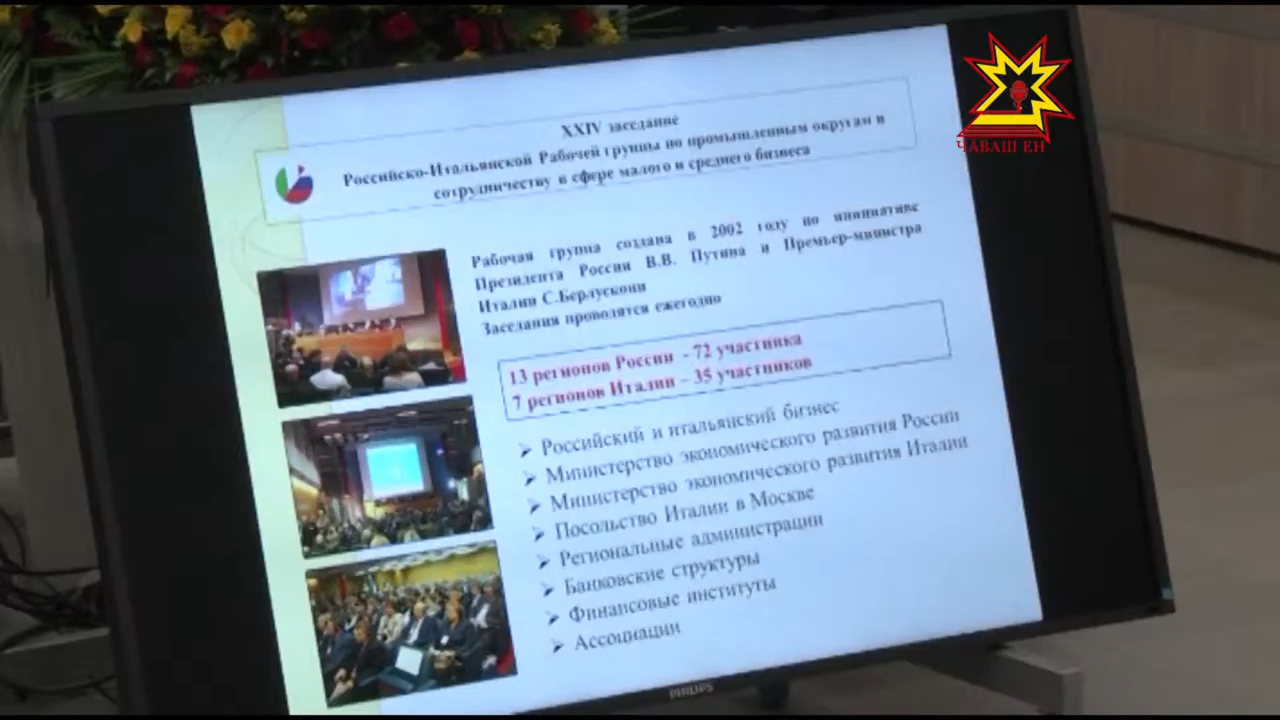 ЧĂВАШ ЕН
XXIV заседание
Российско-Итальянской Рабочей группы по промышленным округам и
сотрудничеству в сфере малого и среднего бизнеса
Рабочая группа создана в 2002 году по инициативе
Президента России В.В. Путина и Премьер-министра
Италии С.Берлускони
Заседания проводятся ежегодно
13 регионов России - 72 участника
7 регионов Италии – 35 участников
Российский и итальянский бизнес
Министерство экономического развития России
Министерство экономического развития Италии
Посольство Италии в Москве
Региональные администрации
Банковские структуры
Финансовые институты
Ассоциации
PHILIPS